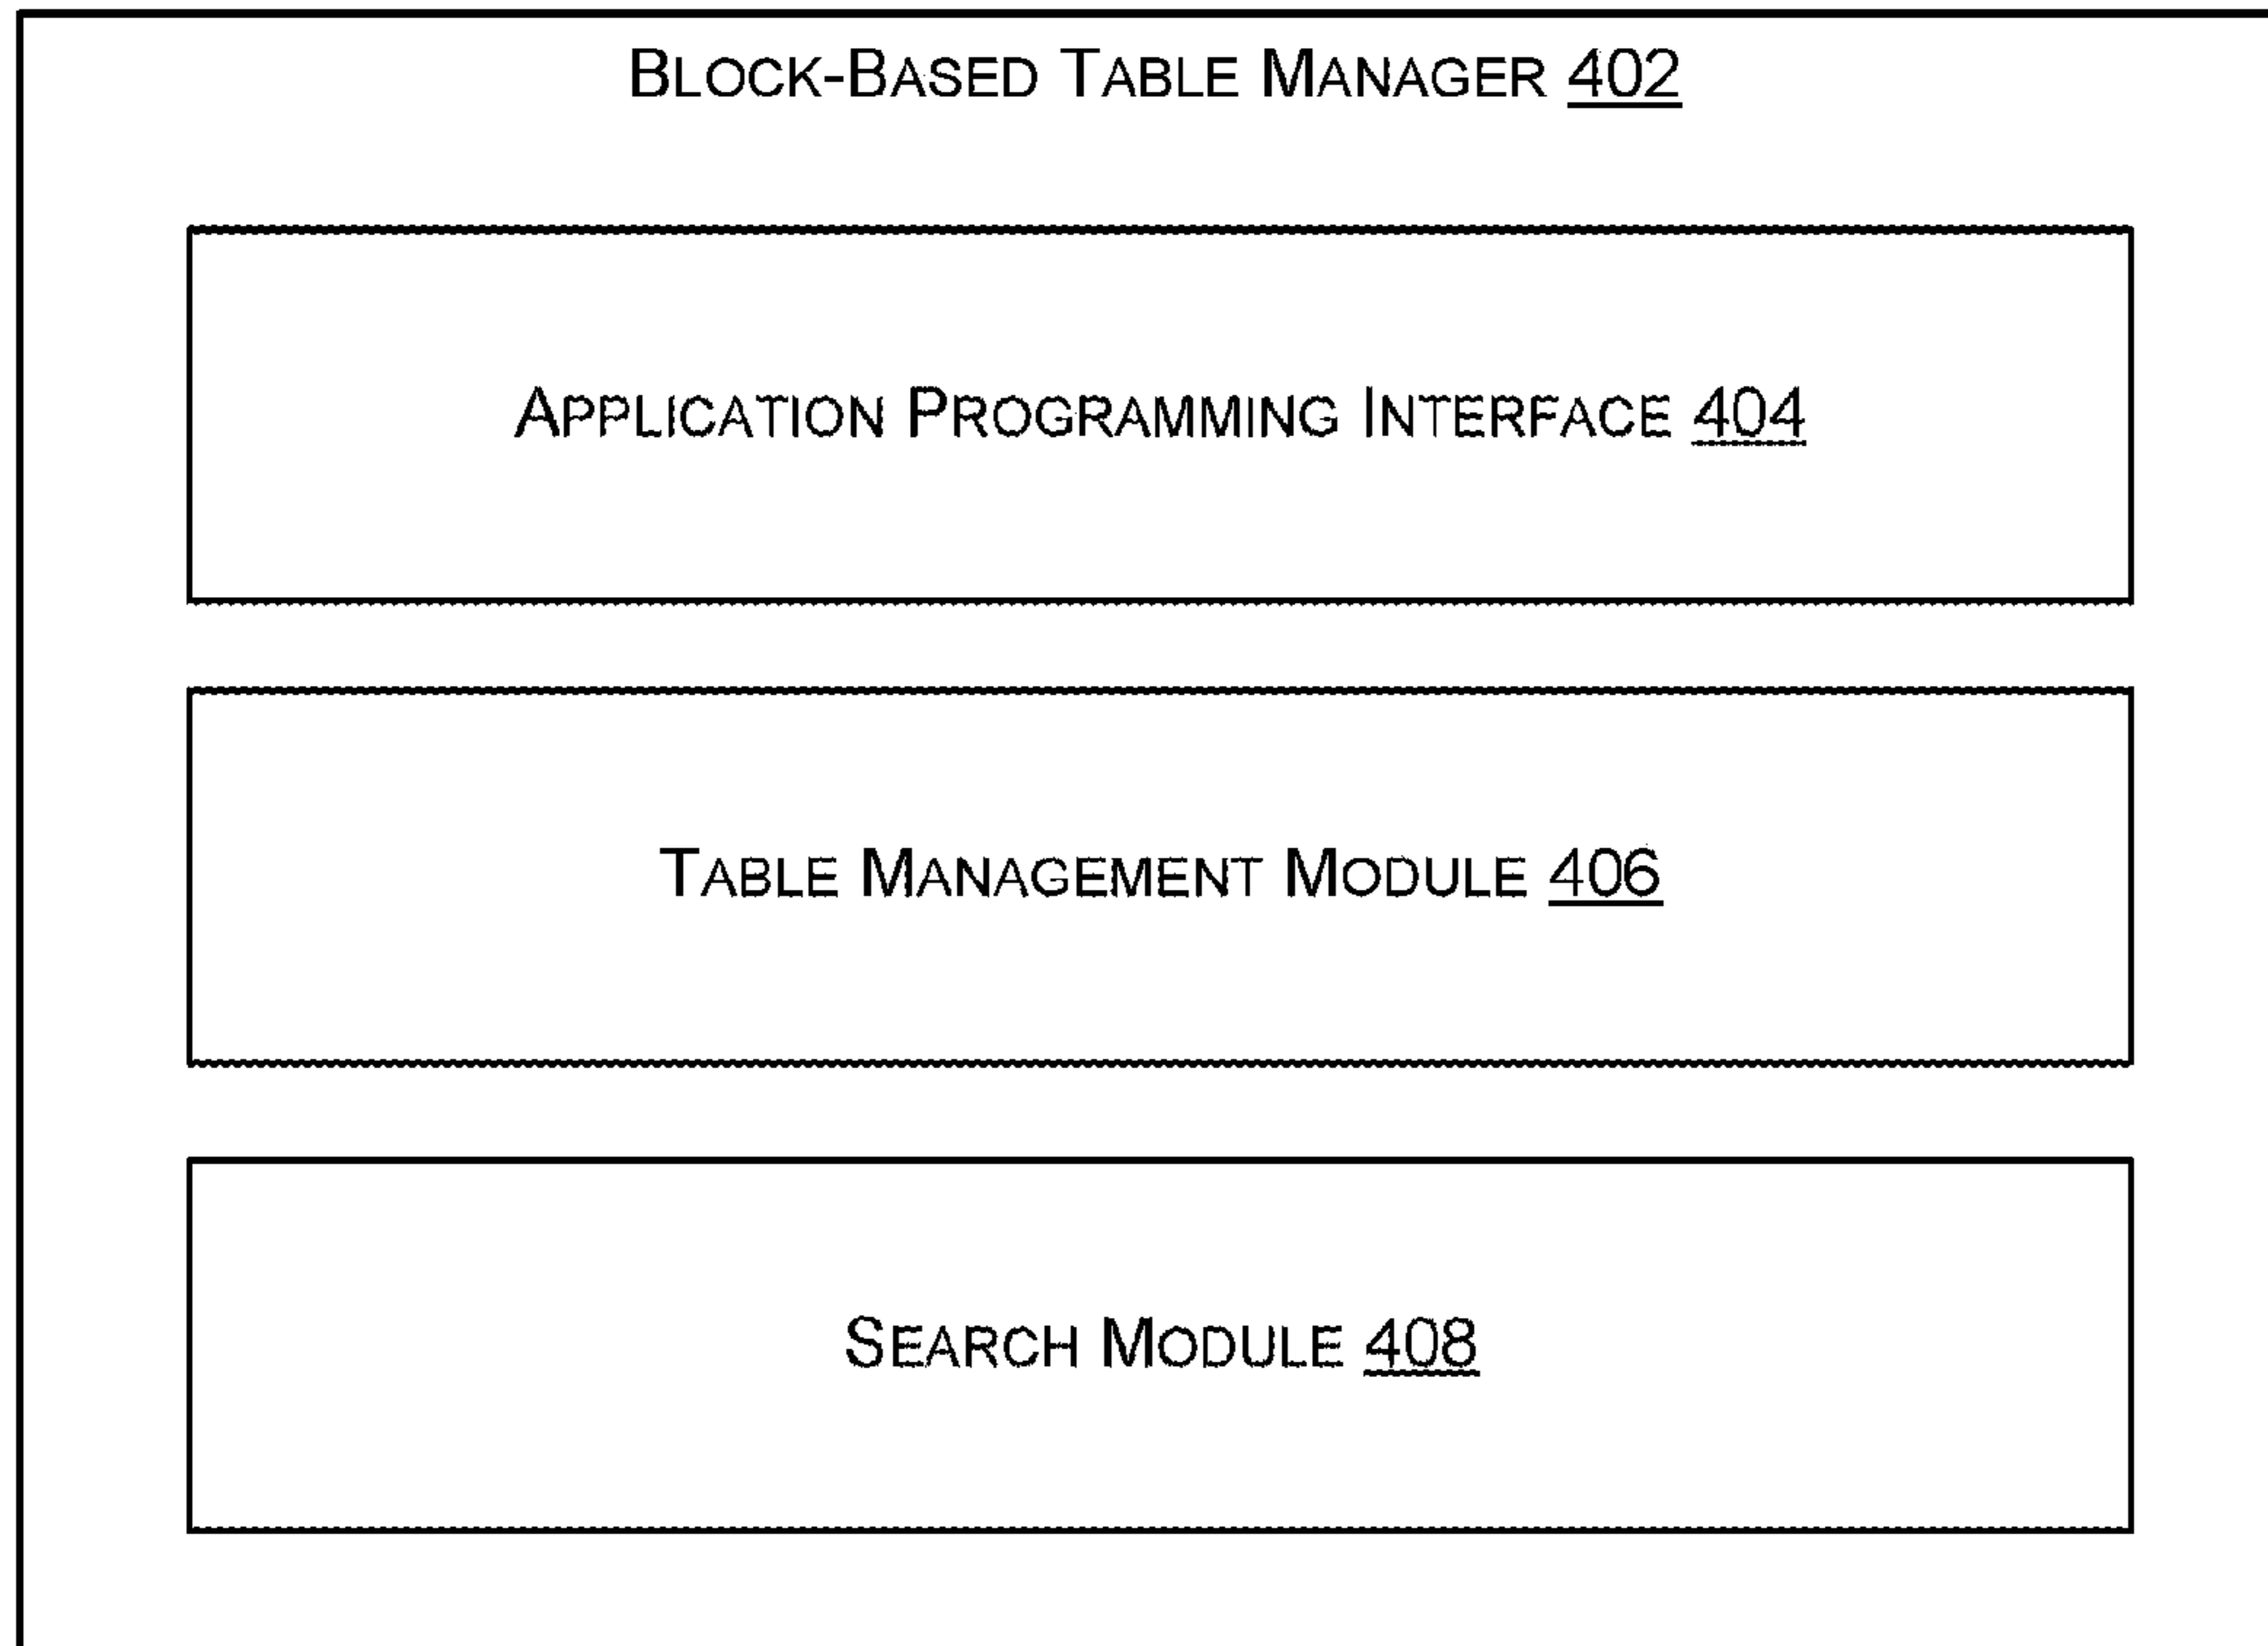 BLOCK-BASED TABLE MANAGER 402
APPLICATION PROGRAMMING INTERFACE 404
TABLE MANAGEMENT MODULE 406
SEARCH MODULE 408